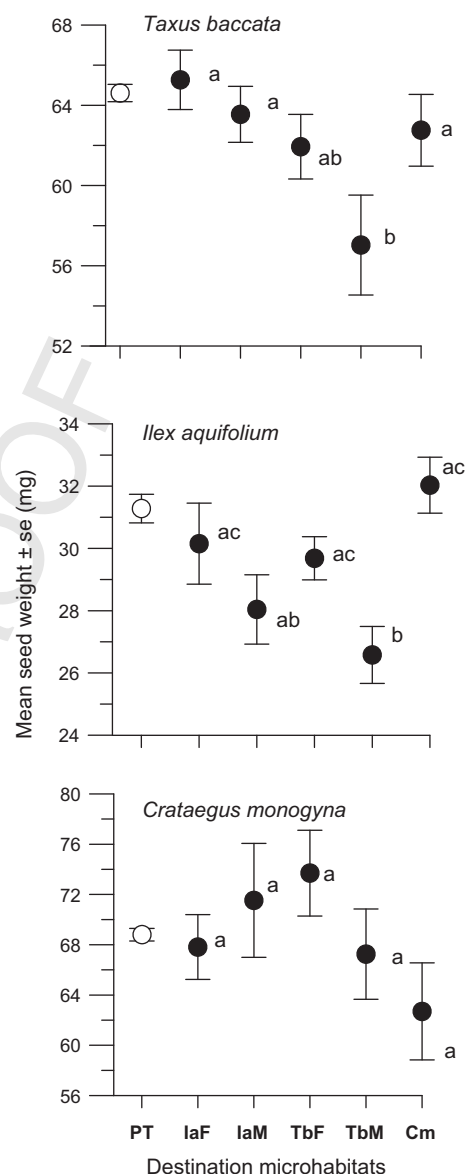 Taxus baccata
68
64
60
56
52
a
a
ab
b
a
Mean seed weight ± se (mg)
Ilex aquifolium
34
32
30
28
26
24
ac
ab
ac
b
ac
Crataegus monogyna
80
76
72
68
64
60
56
a
a
a
a
a
PT IaF IaM TbF TbM Cm
Destination microhabitats